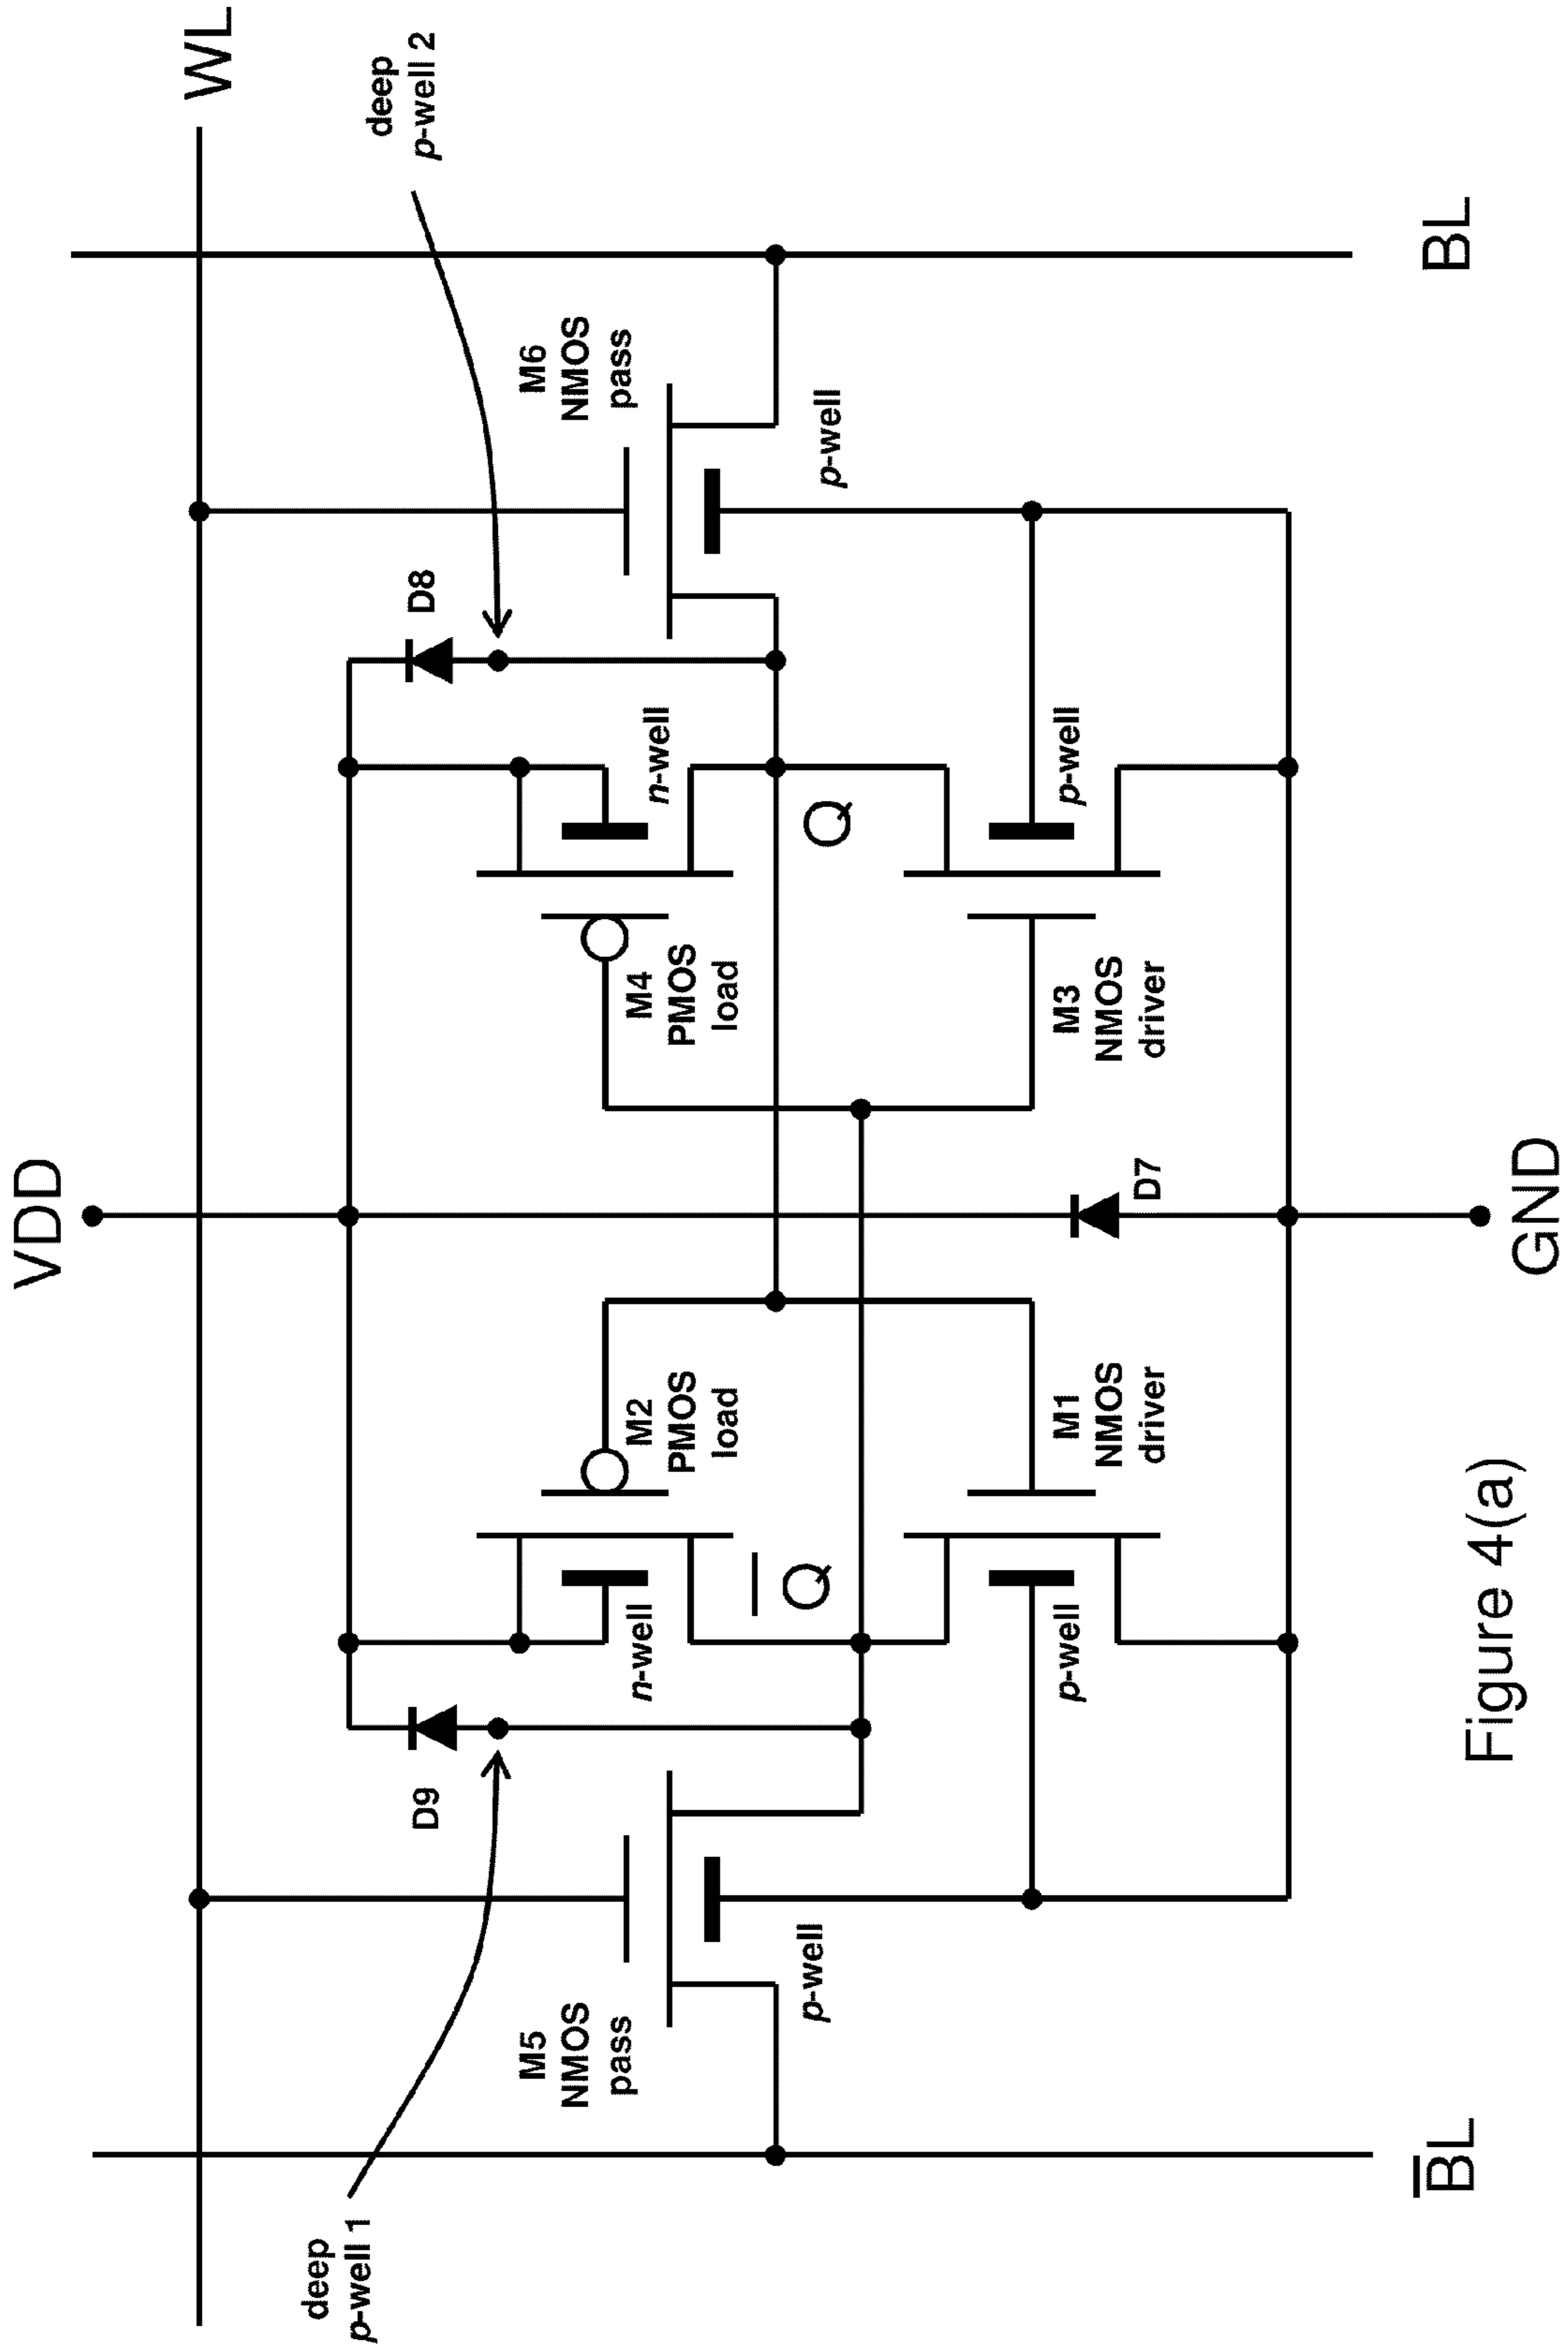 VDD
WL
deep
p-well 1
deep
p-well 2
D9
D8
M5
NMOS
pass
M6
NMOS
pass
n-well
M2
PMOS
load
M4
PMOS
load
n-well
p-well
Q
Q
p-well
p-well
M1
NMOS
driver
D7
M3
NMOS
driver
p-well
BL
BL
GND
Figure 4(a)